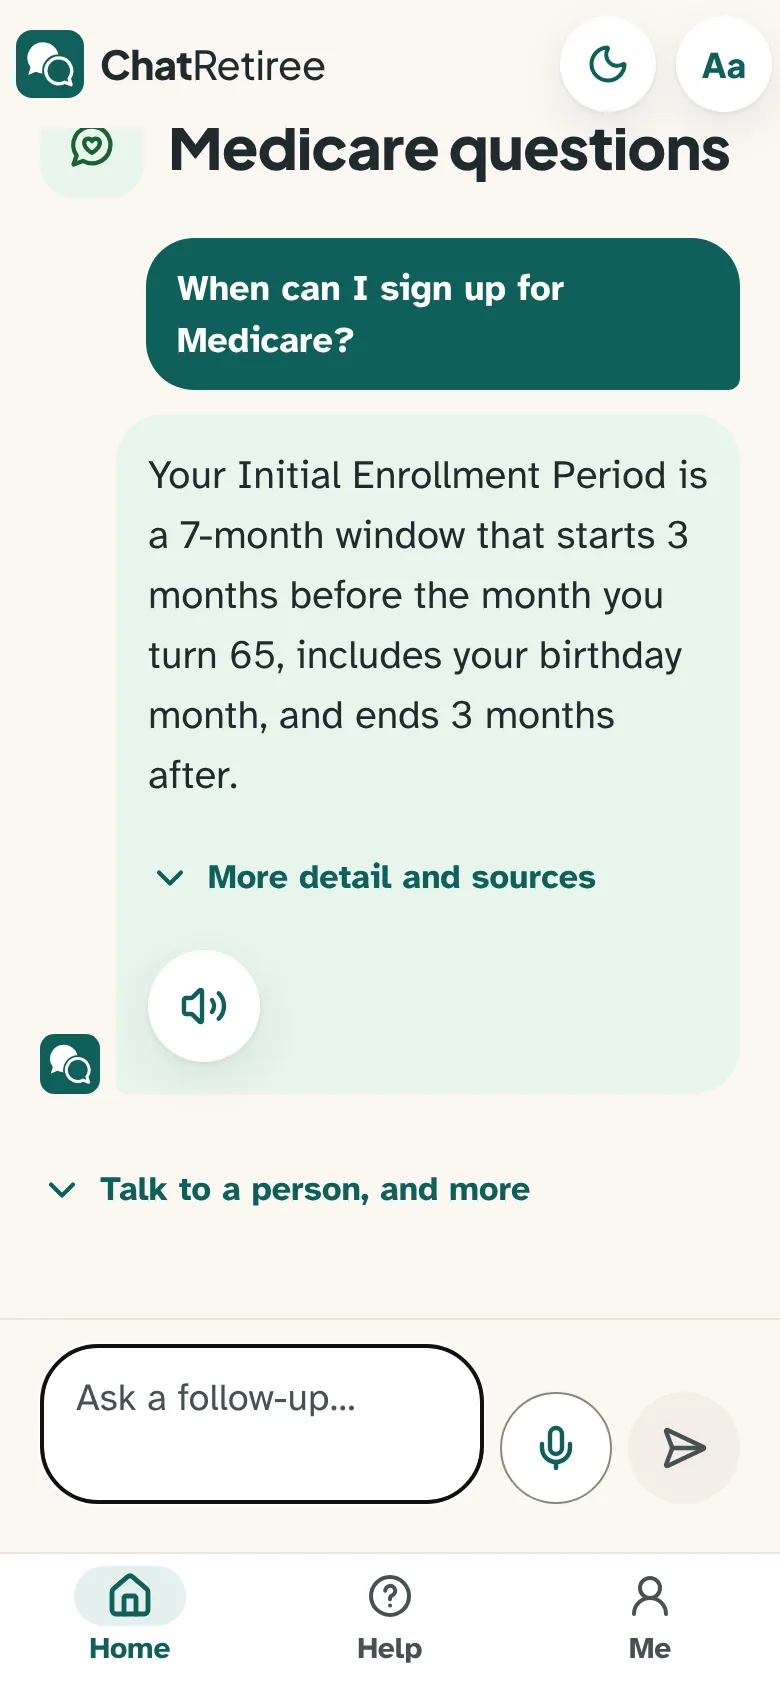 ChatRetiree
Aa
Medicare questions
When can I sign up for
Medicare?
Your Initial Enrollment Period is
a 7-month window that starts 3
months before the month you
turn 65, includes your birthday
month, and ends 3 months
after.
More detail and sources
Talk to a person, and more
Ask a follow-up...
Home
Help
Me